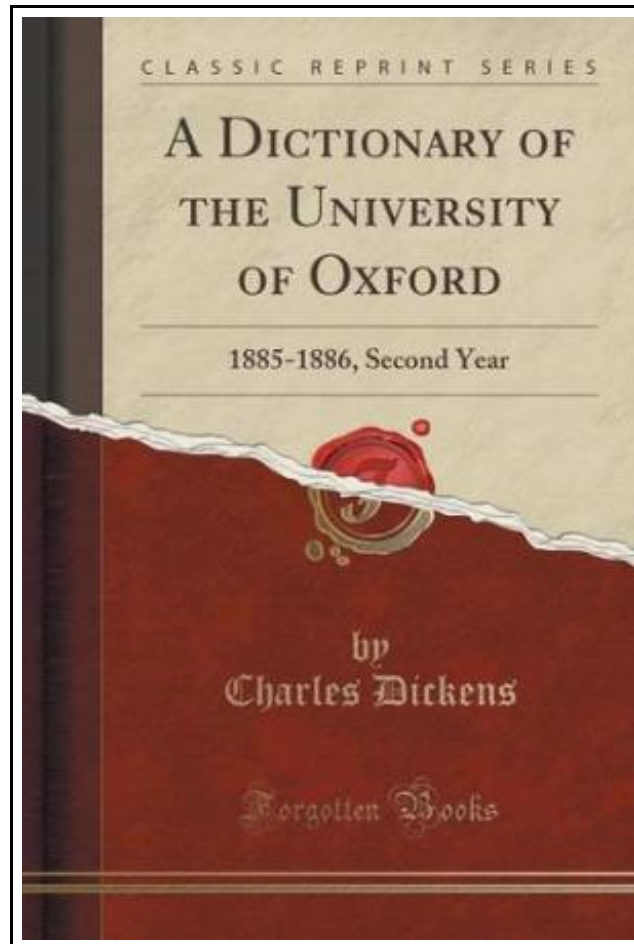 CLASSIC REPRINT SERIES
A DICTIONARY OF
THE UNIVERSITY
OF OXFORD
1885-1886, Second Year
F
by
Charles Dickens
Forgotten Books